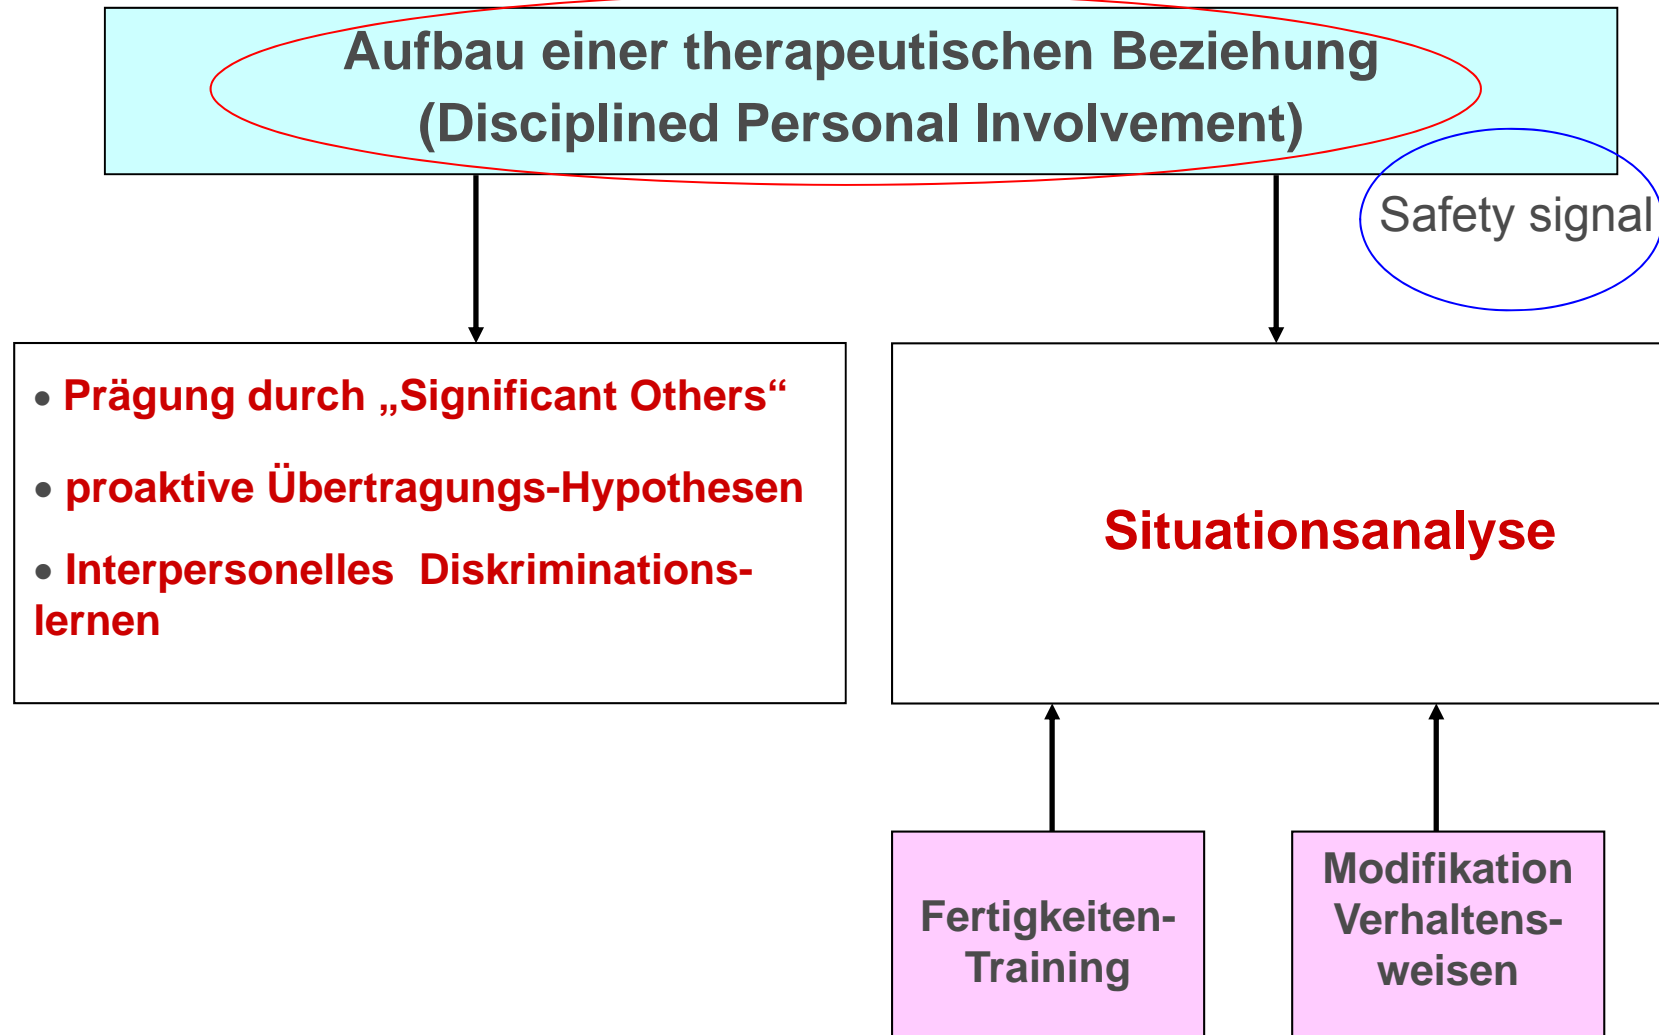 Aufbau einer therapeutischen Beziehung
(Disciplined Personal Involvement)
Safety signal
• Prägung durch „Significant Others“
• proaktive Übertragungs-Hypothesen
• Interpersonelles Diskriminations-
lernen
Situationsanalyse
Fertigkeiten-
Training
Modifikation
Verhaltens-
weisen